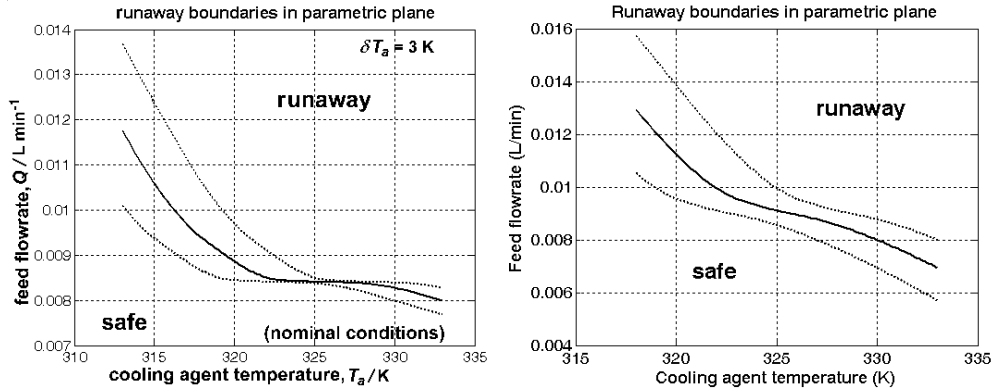 runaway boundaries in parametric plane
0.014
0.013
0.012
0.011
0.01
0.009
0.008
0.007
feed flowrate, Q / L min⁻¹
δTₐ = 3 K
runaway
safe
(nominal conditions)
310 315 320 325 330 335
cooling agent temperature, Tₐ / K
Runaway boundaries in parametric plane
0.016
0.014
0.012
0.01
0.008
0.006
0.004
Feed flowrate (L/min)
runaway
safe
315 320 325 330 335
Cooling agent temperature (K)